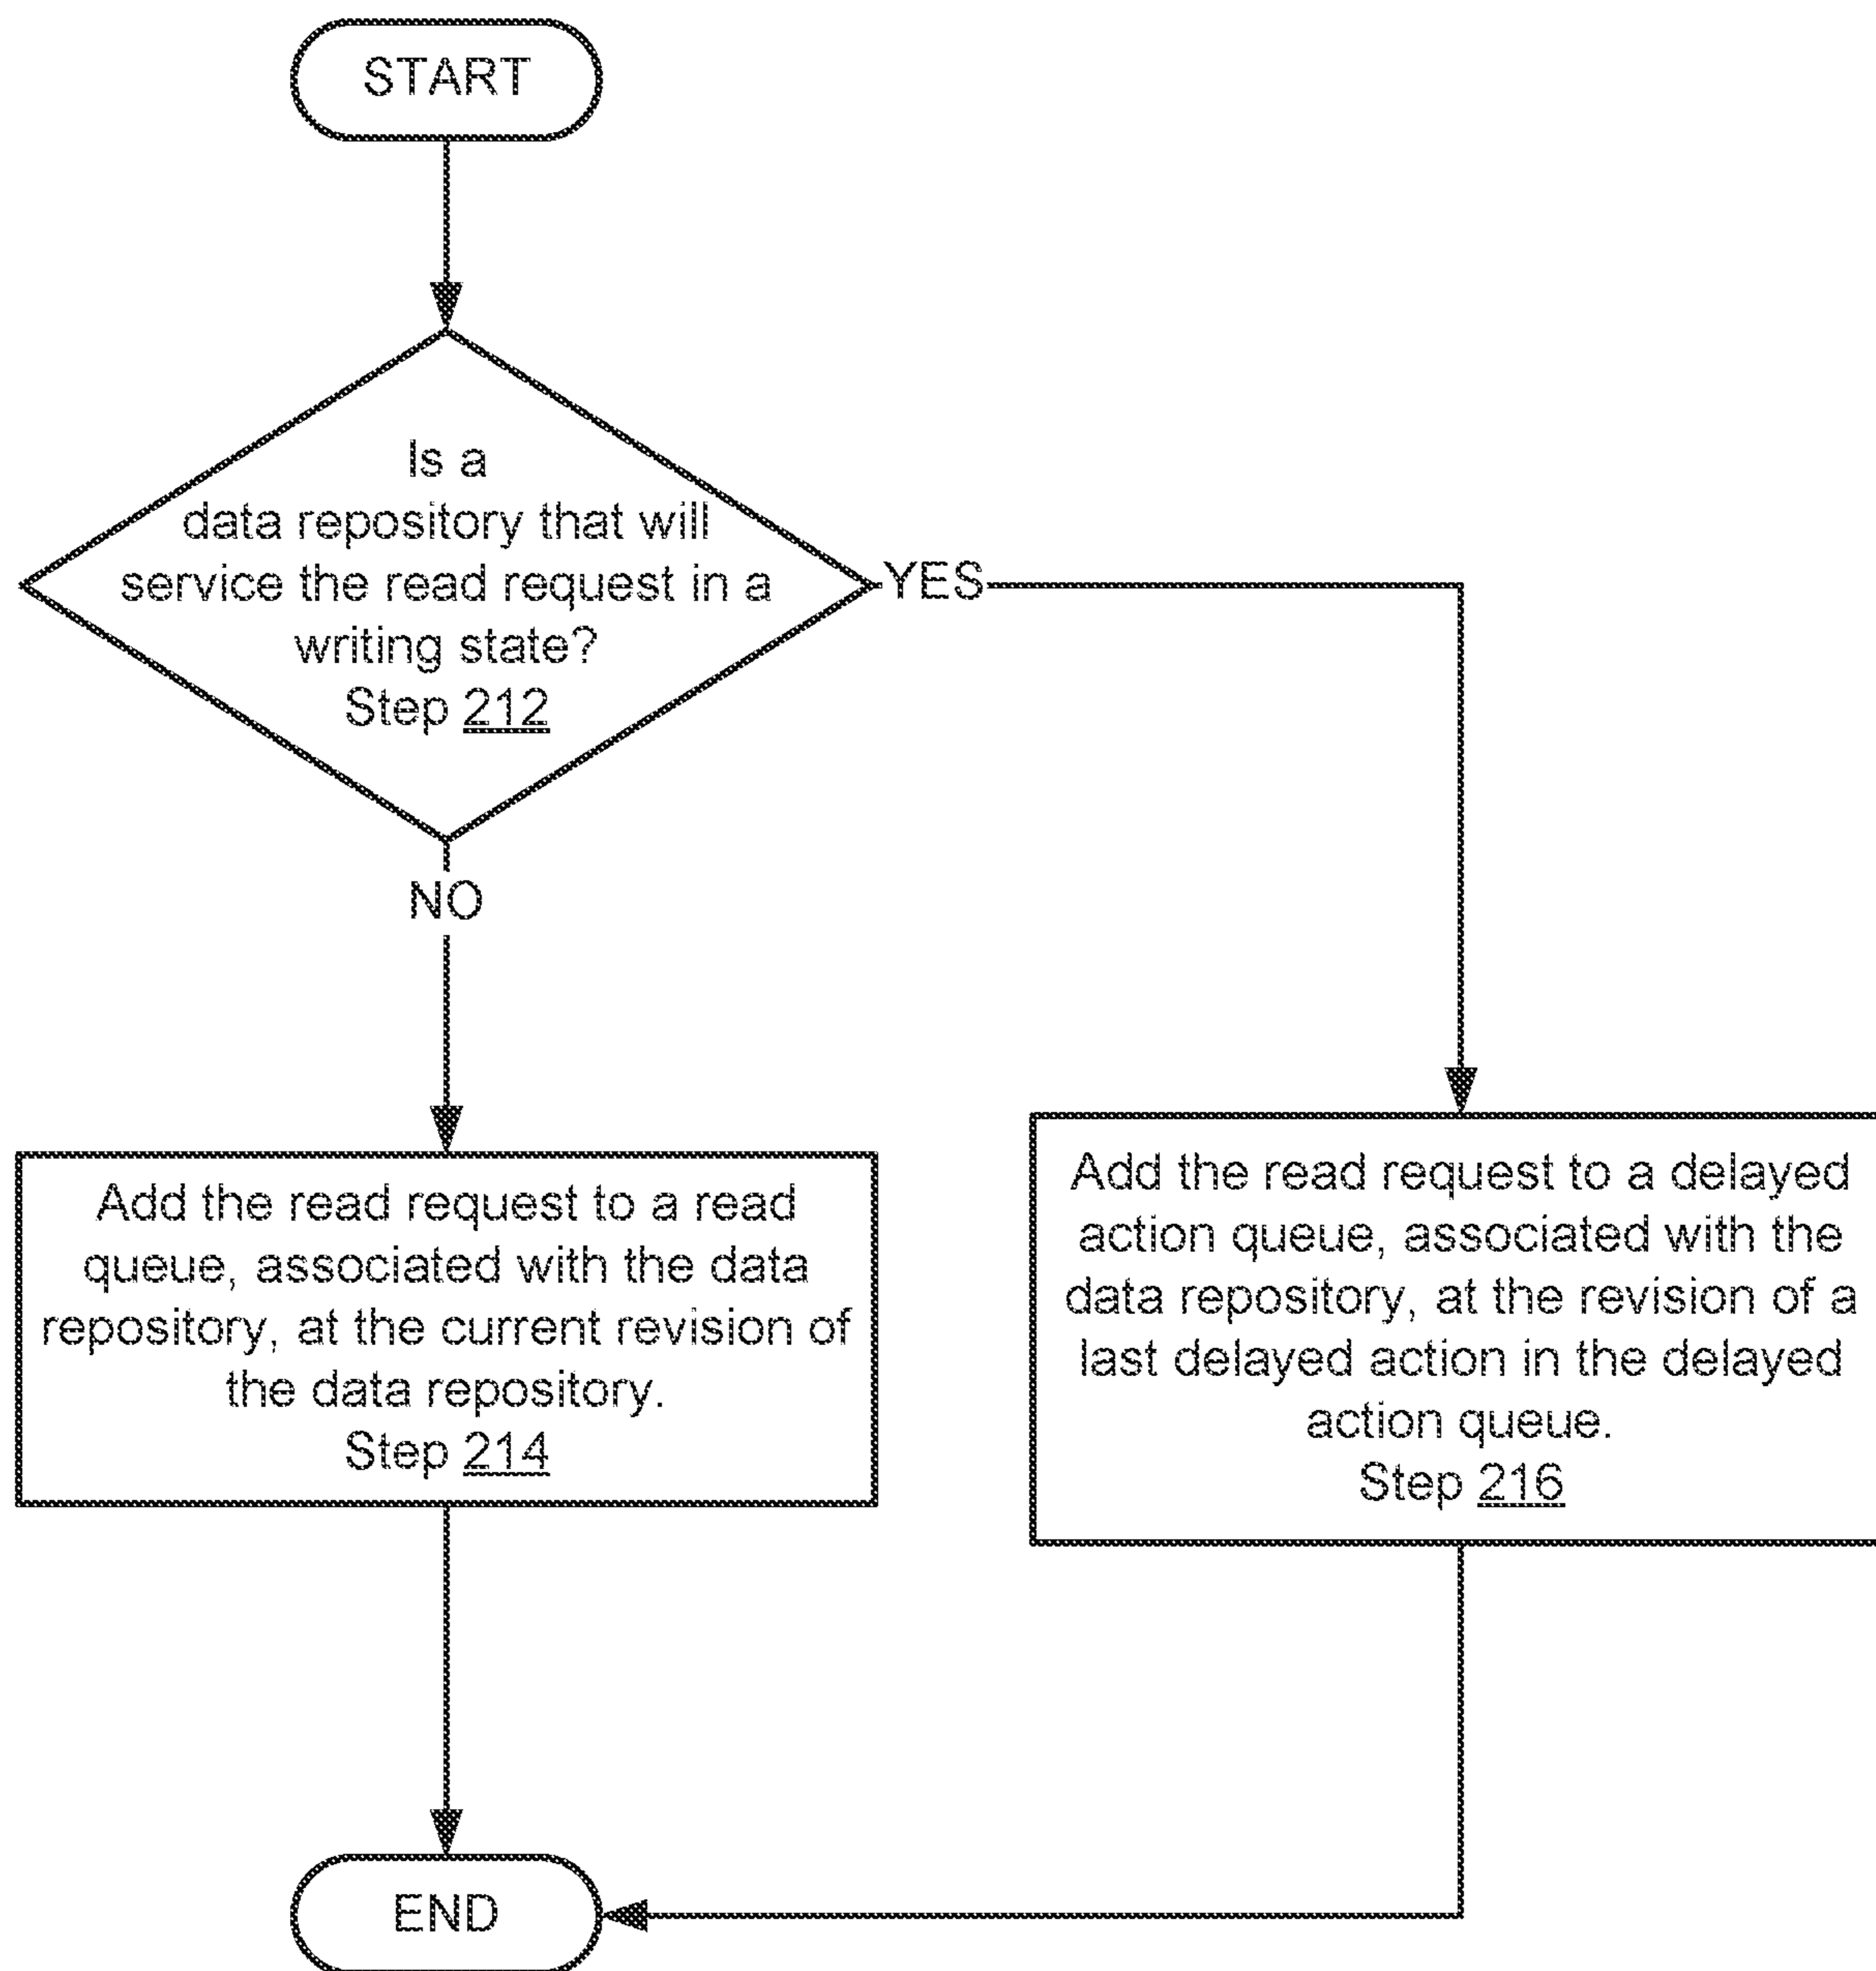 START
Is a
data repository that will
service the read request in a
writing state?
Step 212
YES
NO
Add the read request to a read
queue, associated with the data
repository, at the current revision of
the data repository.
Step 214
Add the read request to a delayed
action queue, associated with the
data repository, at the revision of a
last delayed action in the delayed
action queue.
Step 216
END